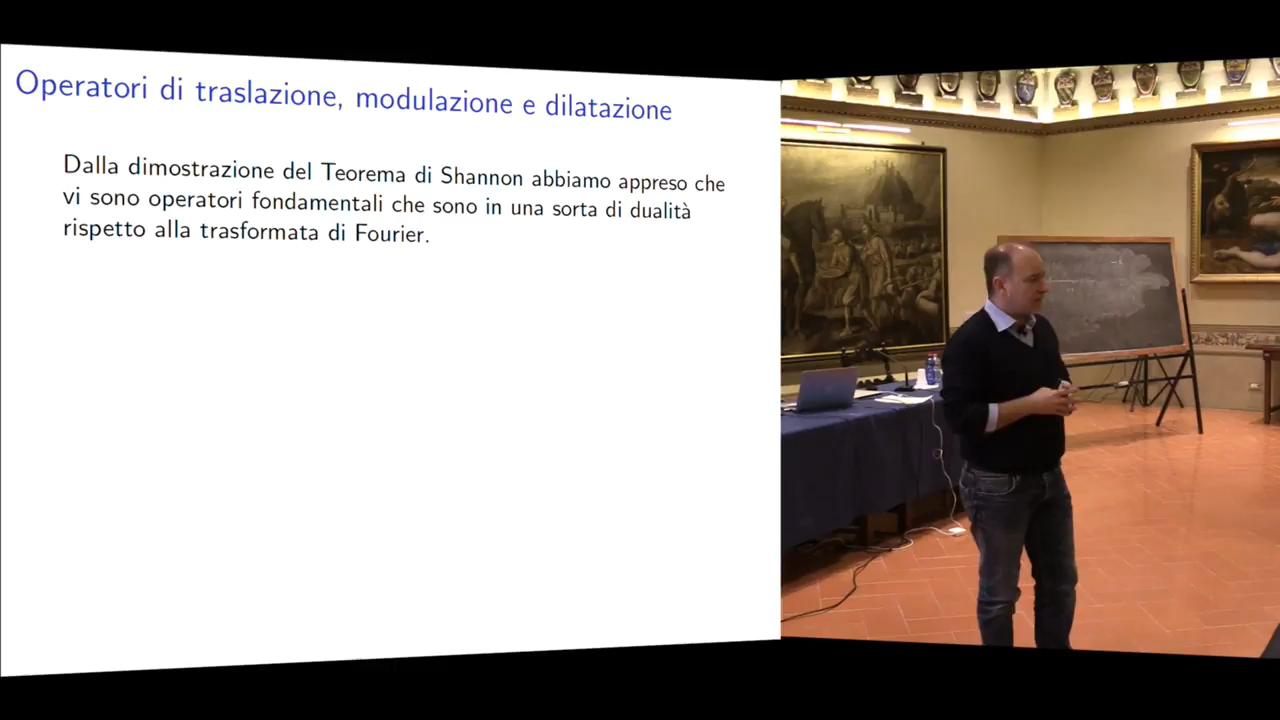 Operatori di traslazione, modulazione e dilatazione
Dalla dimostrazione del Teorema di Shannon abbiamo appreso che
vi sono operatori fondamentali che sono in una sorta di dualità
rispetto alla trasformata di Fourier.